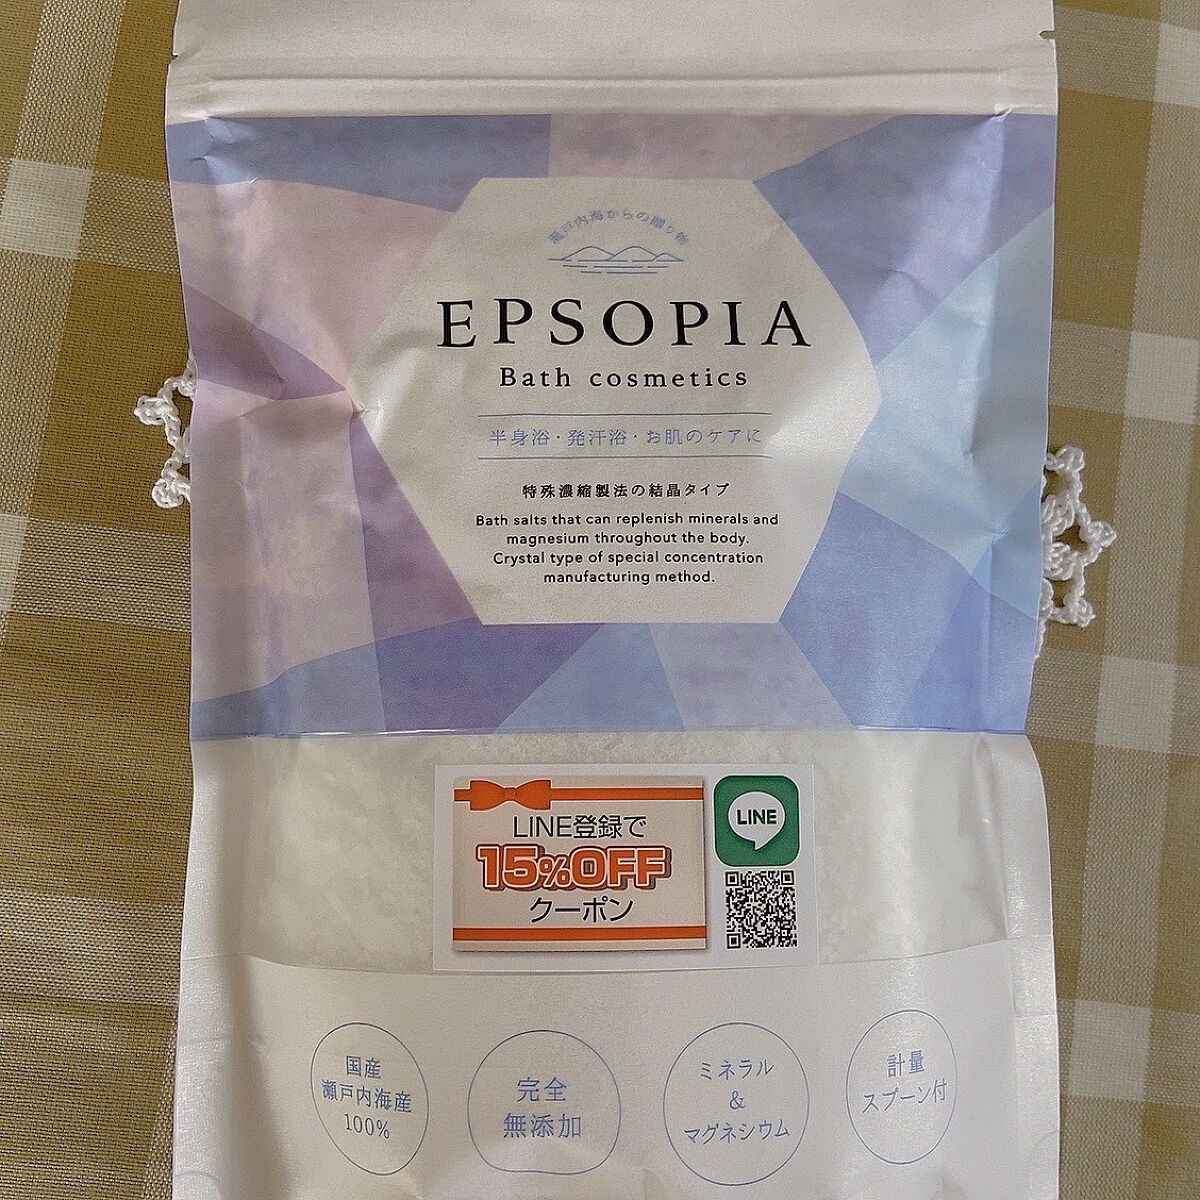 瀬戸内海からの贈り物
EPSOPIA
Bath cosmetics
半身浴・発汗浴・お肌のケアに
特殊濃縮製法の結晶タイプ
Bath salts that can replenish minerals and
magnesium throughout the body.
Crystal type of special concentration
manufacturing method.
LINE登録で
15%OFF
クーポン
LINE
国産
瀬戸内海産
100%
完全
無添加
ミネラル
&
マグネシウム
計量
スプーン付